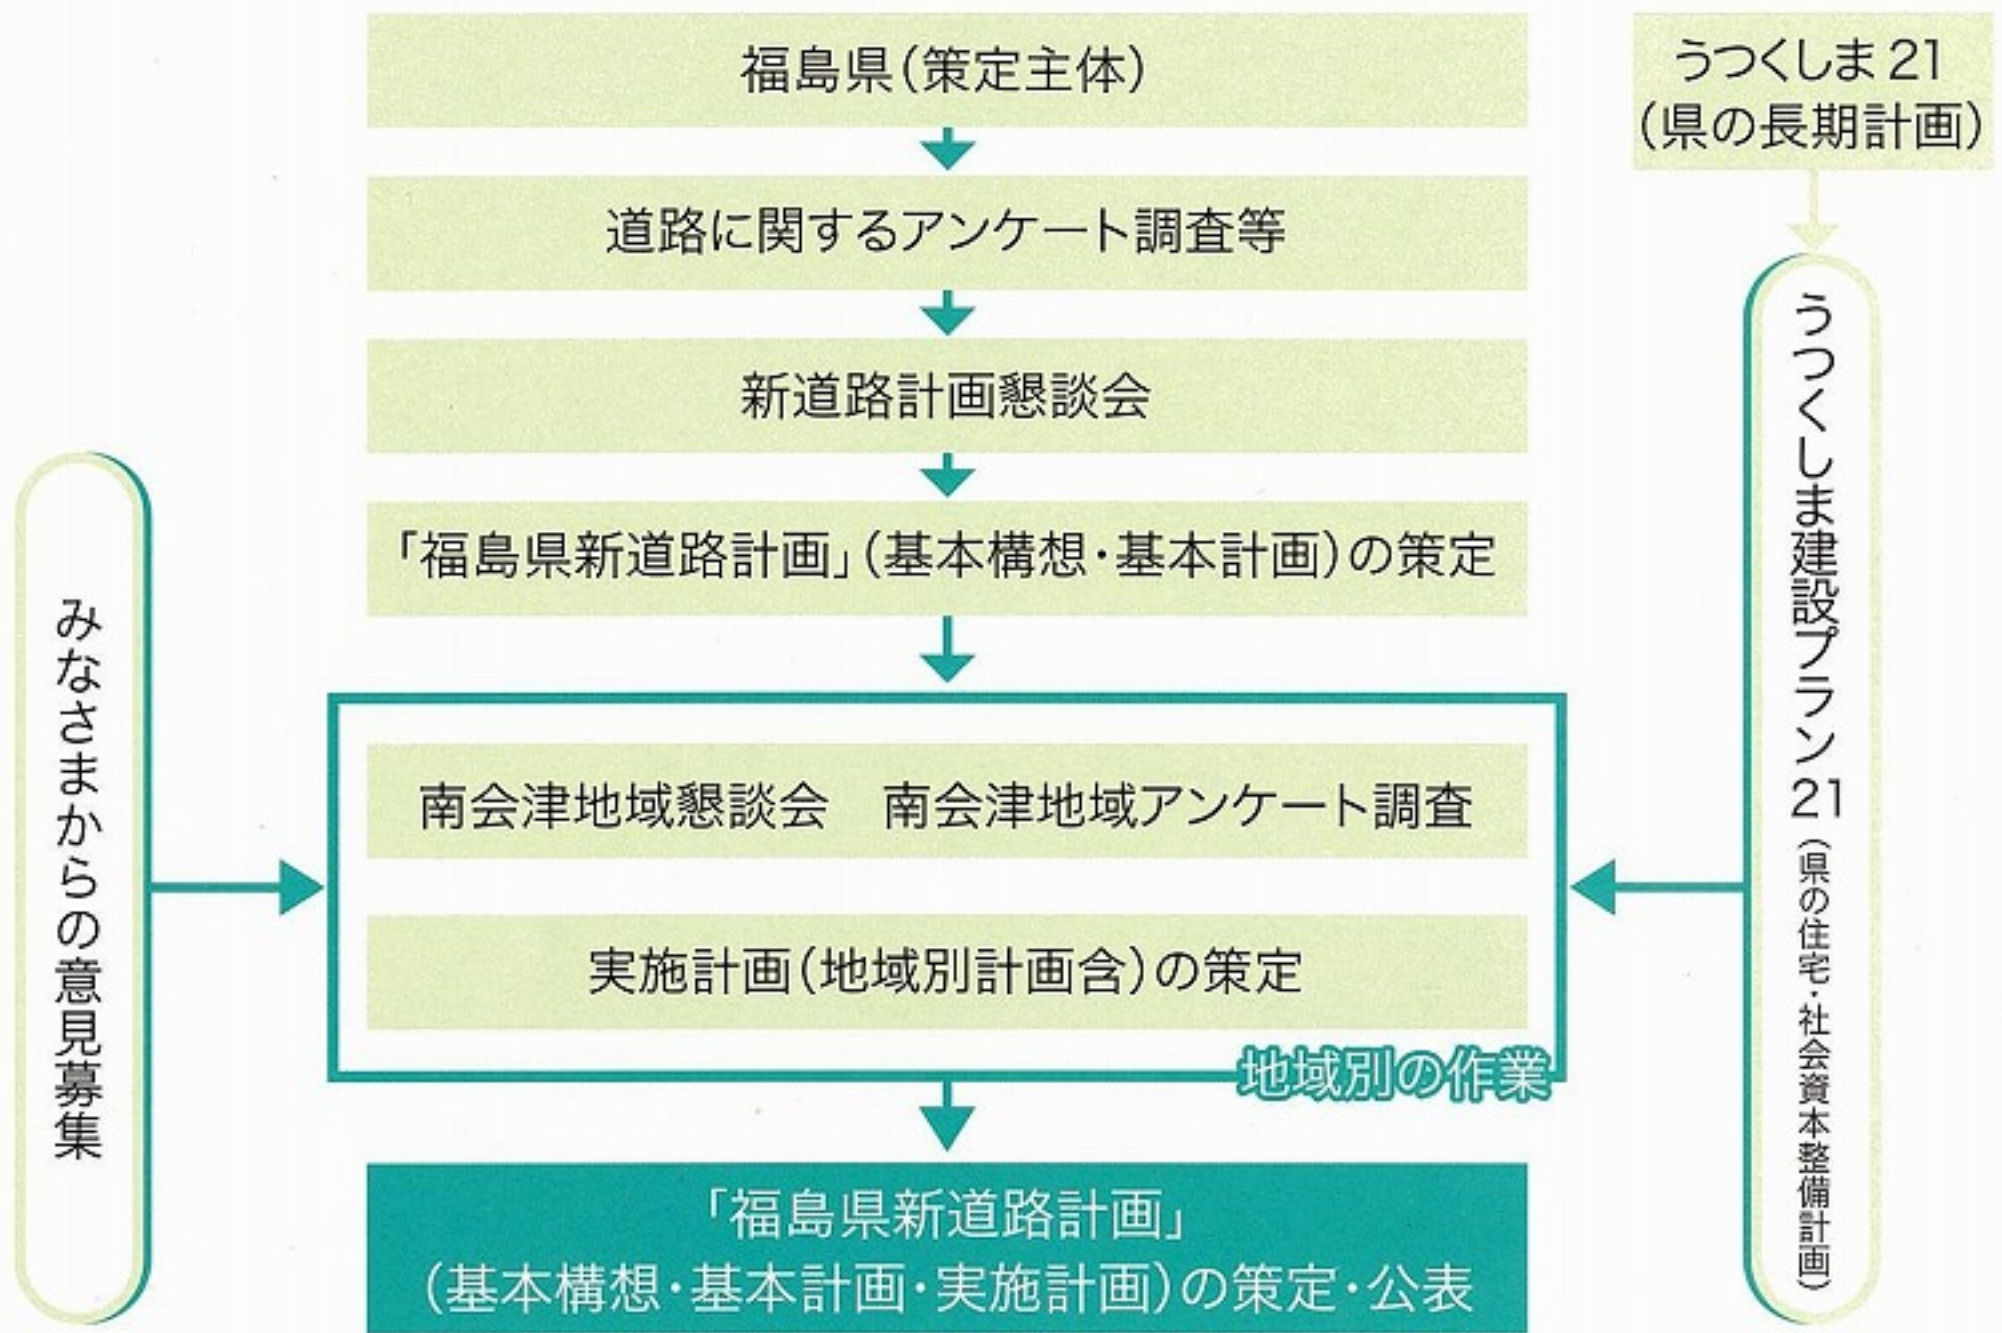 福島県(策定主体)
道路に関するアンケート調査等
新道路計画懇談会
「福島県新道路計画」(基本構想・基本計画)の策定
南会津地域懇談会　南会津地域アンケート調査
実施計画(地域別計画含)の策定
地域別の作業
「福島県新道路計画」
(基本構想・基本計画・実施計画)の策定・公表
みなさまからの意見募集
うつくしま21
(県の長期計画)
うつくしま建設プラン21(県の住宅・社会資本整備計画)